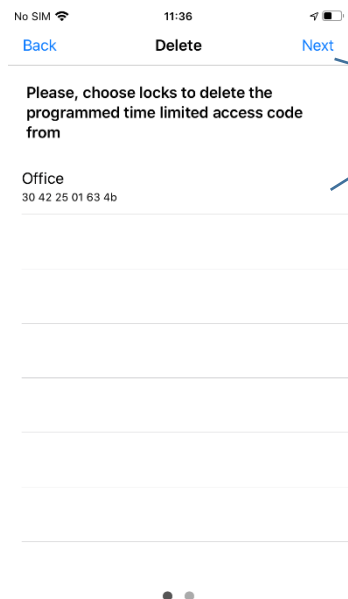 No SIM 11:36
Back Delete Next
Please, choose locks to delete the
programmed time limited access code
from
Office
30 42 25 01 63 4b